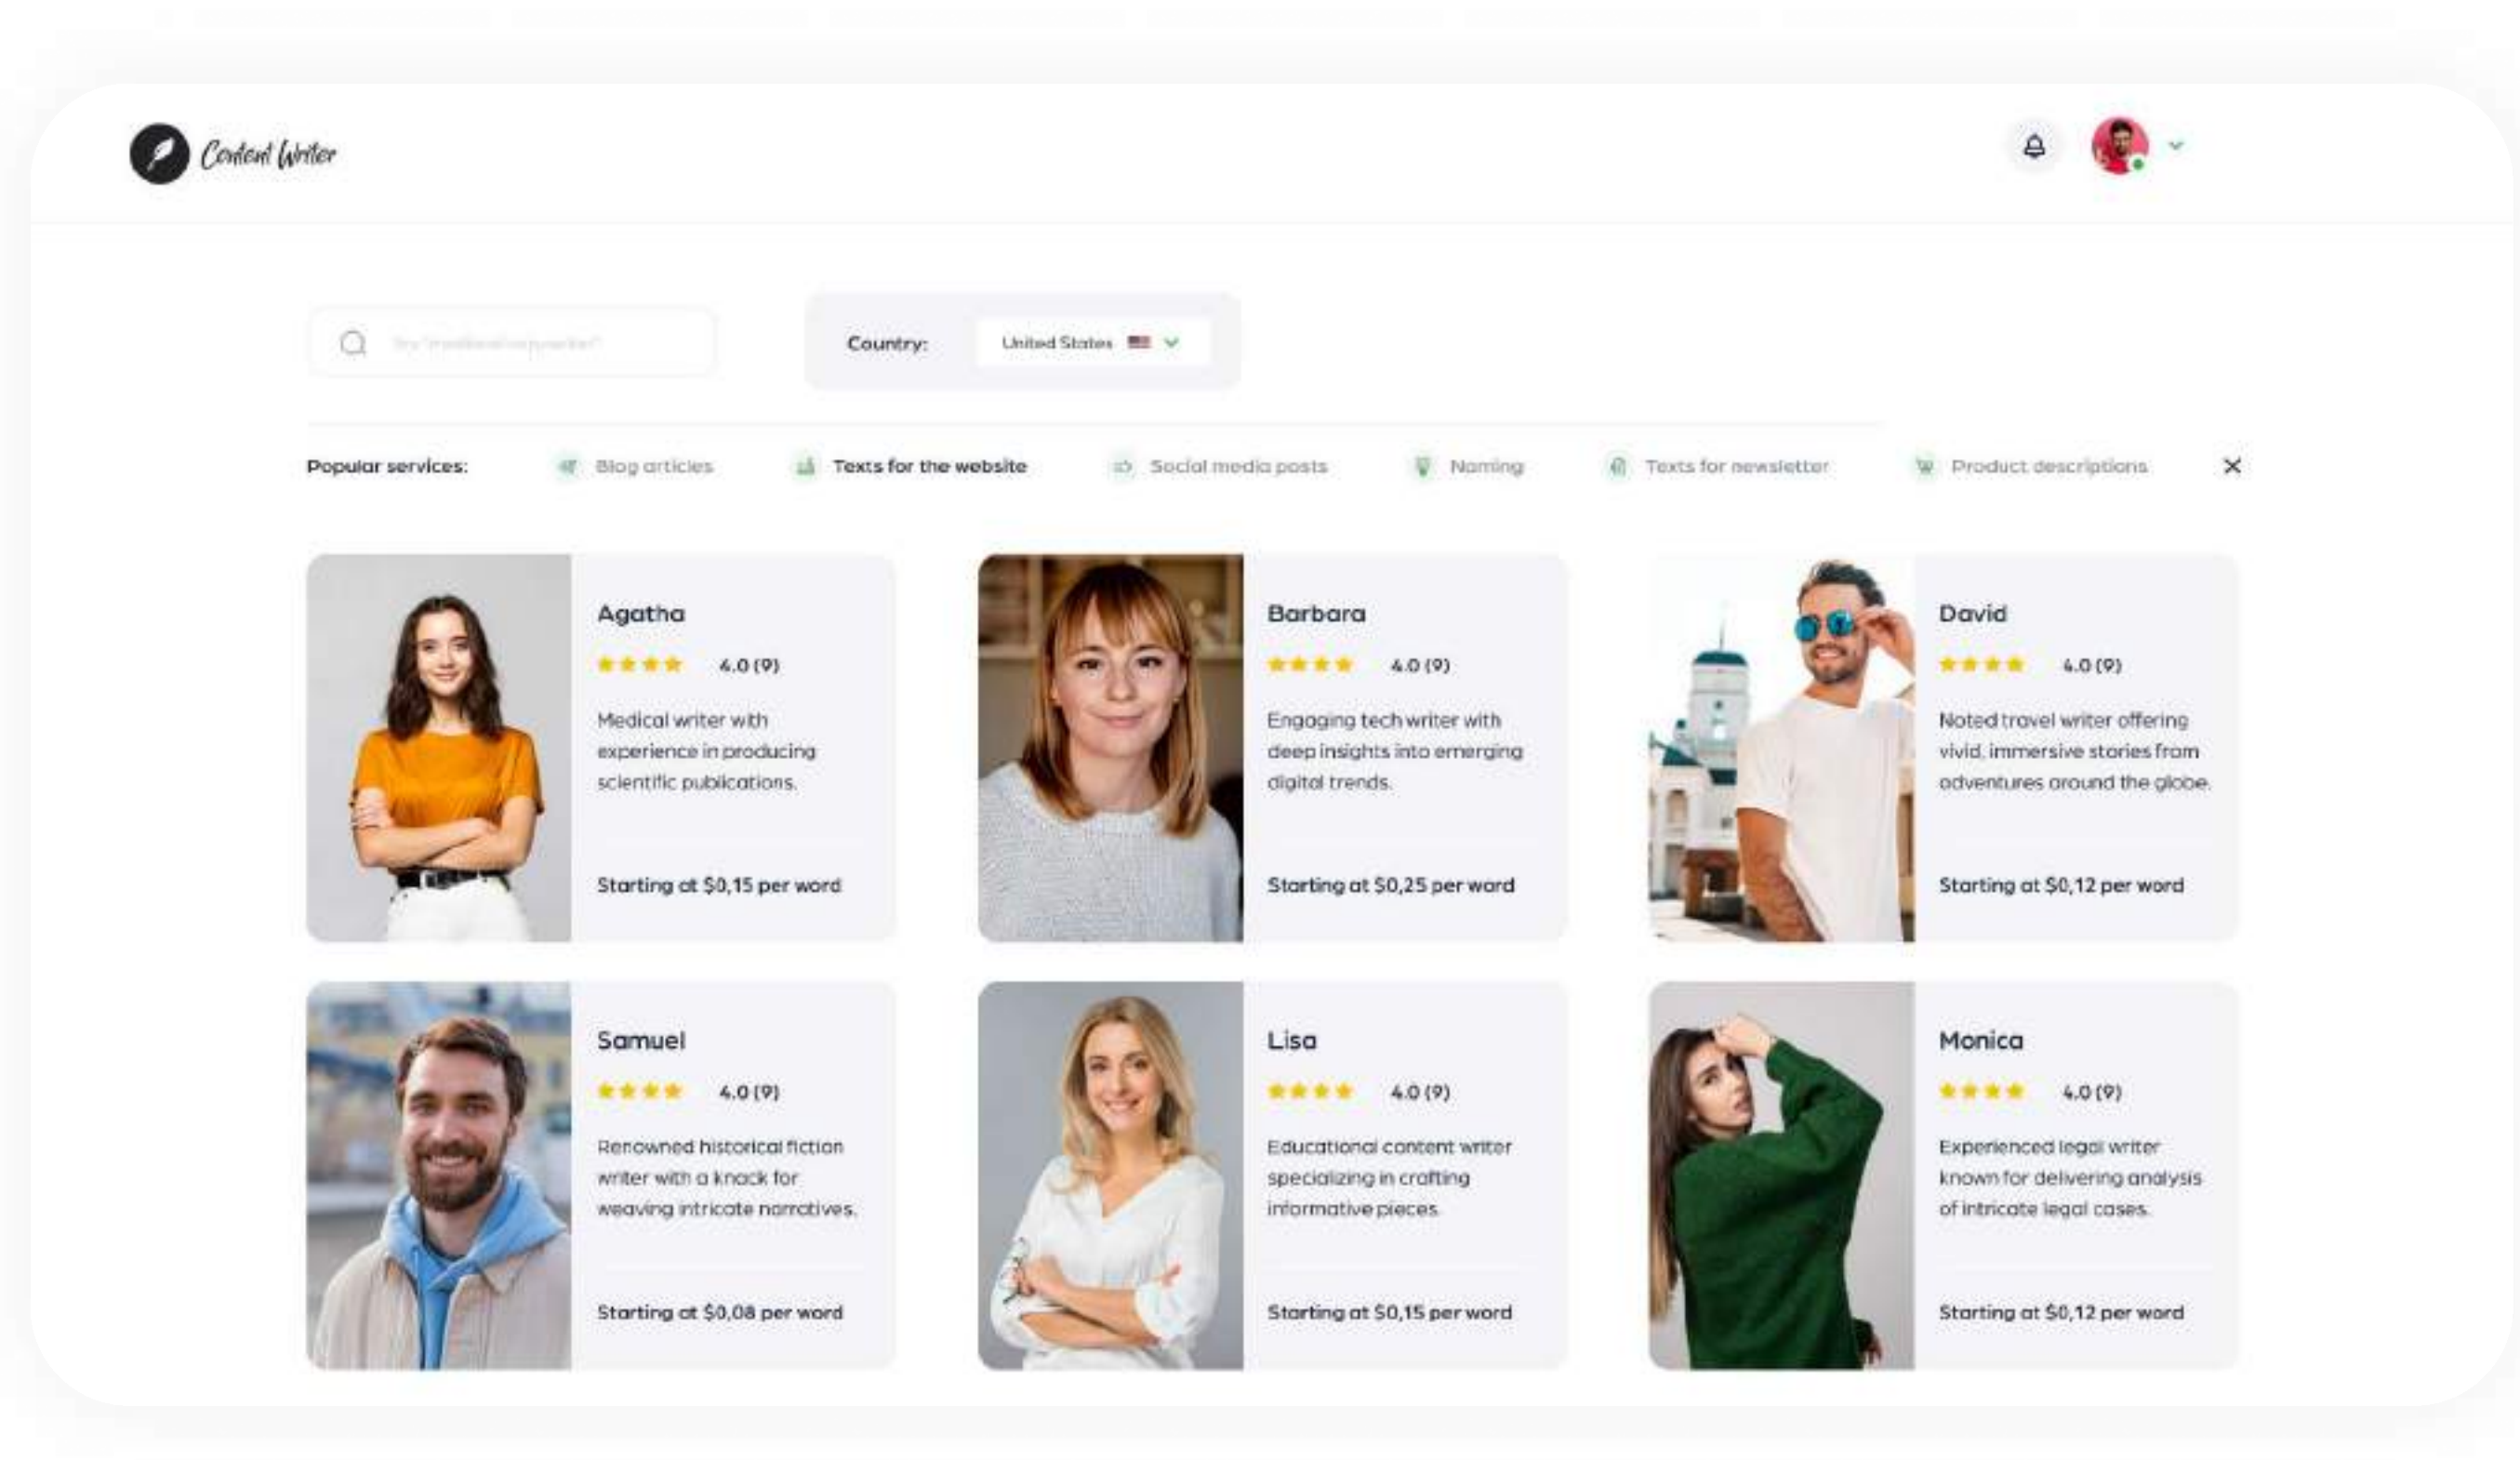 Content Writer
Country: United States
Popular services: Blog articles Texts for the website Social media posts Naming Texts for newsletter Product descriptions
Agatha
4.0 (9)
Medical writer with
experience in producing
scientific publications.
Starting at $0,15 per word
Barbara
4.0 (9)
Engaging tech writer with
deep insights into emerging
digital trends.
Starting at $0,25 per word
David
4.0 (9)
Noted travel writer offering
vivid, immersive stories from
adventures around the globe.
Starting at $0,12 per word
Samuel
4.0 (9)
Renowned historical fiction
writer with a knack for
weaving intricate narratives.
Starting at $0,08 per word
Lisa
4.0 (9)
Educational content writer
specializing in crafting
informative pieces.
Starting at $0,15 per word
Monica
4.0 (9)
Experienced legal writer
known for delivering analysis
of intricate legal cases.
Starting at $0,12 per word